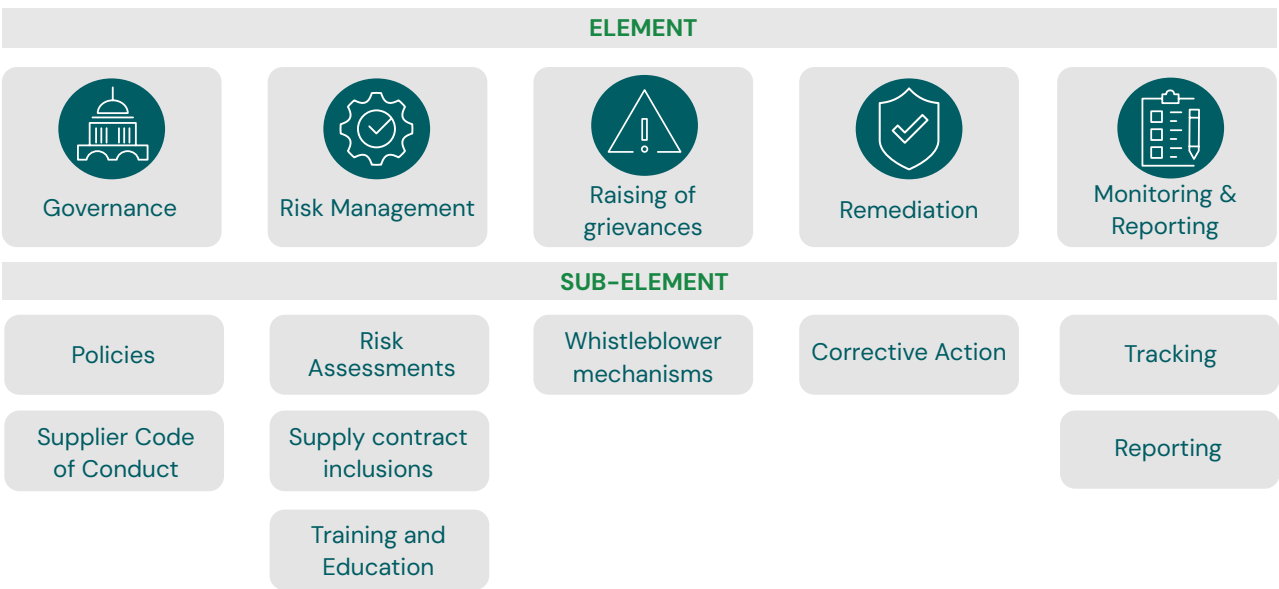 ELEMENT
Governance
Risk Management
Raising of
grievances
Remediation
Monitoring &
Reporting
SUB-ELEMENT
Policies
Risk
Assessments
Whistleblower
mechanisms
Corrective Action
Tracking
Supplier Code
of Conduct
Supply contract
inclusions
Reporting
Training and
Education